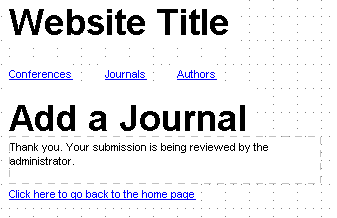 Website Title
Conferences Journals Authors
Add a Journal
Thank you. Your submission is being reviewed by the
administrator.
Click here to go back to the home page